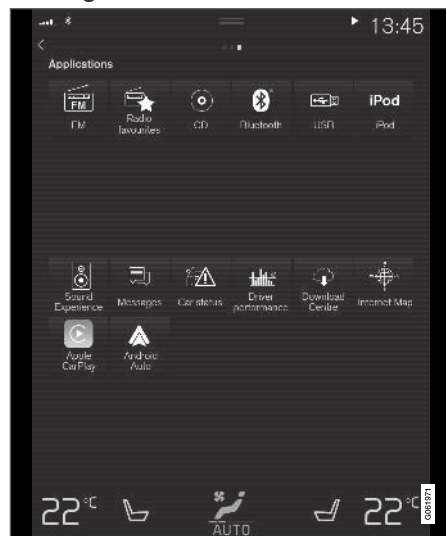 13:45
Applications
FM
iPod
FM
Radio
favourites
CD
Bluetooth
USB
iPod
Sound
Experience
Messages
Car status
Driver
performance
Download
Centre
Internet Map
Apple
CarPlay
Android
Auto
22°C
AUTO
22°C
G061971